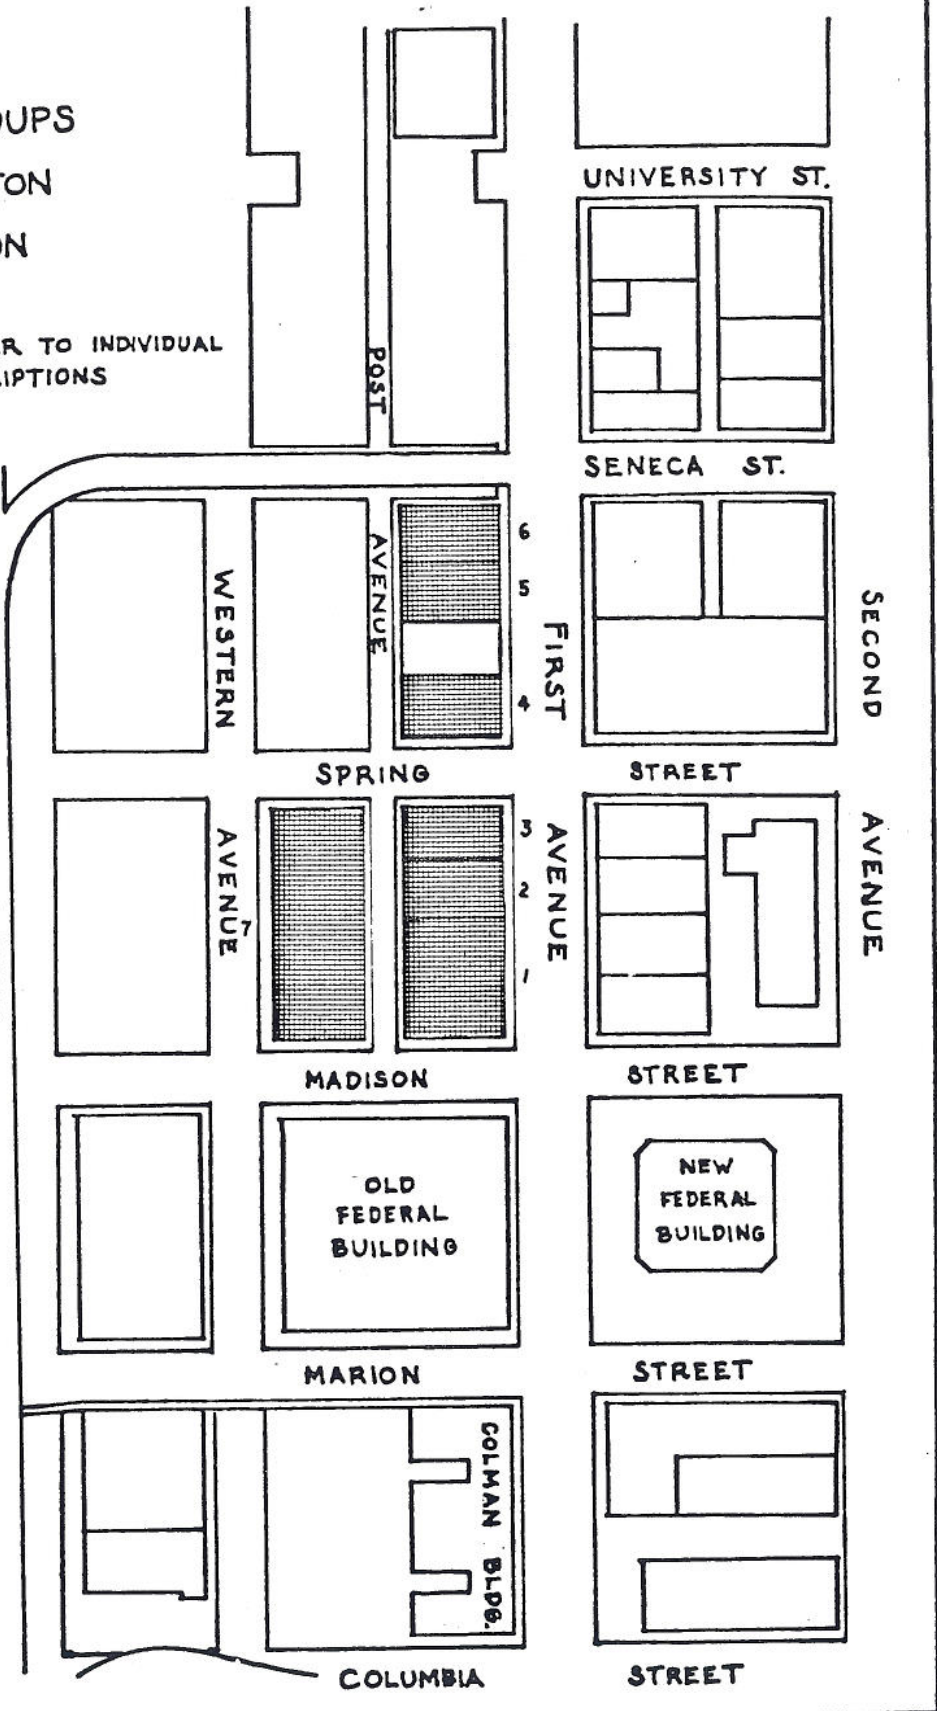 OUPS
TON
ON
R TO INDIVIDUAL
IPTIONS
UNIVERSITY ST.
POST
SENECA ST.
6
AVENUE
5
WESTERN
SECOND
FIRST
4
SPRING STREET
3
AVENUE
AVENUE
AVENUE
2
7
1
MADISON STREET
OLD
FEDERAL
BUILDING
NEW
FEDERAL
BUILDING
MARION STREET
COLMAN BLDG.
COLUMBIA STREET